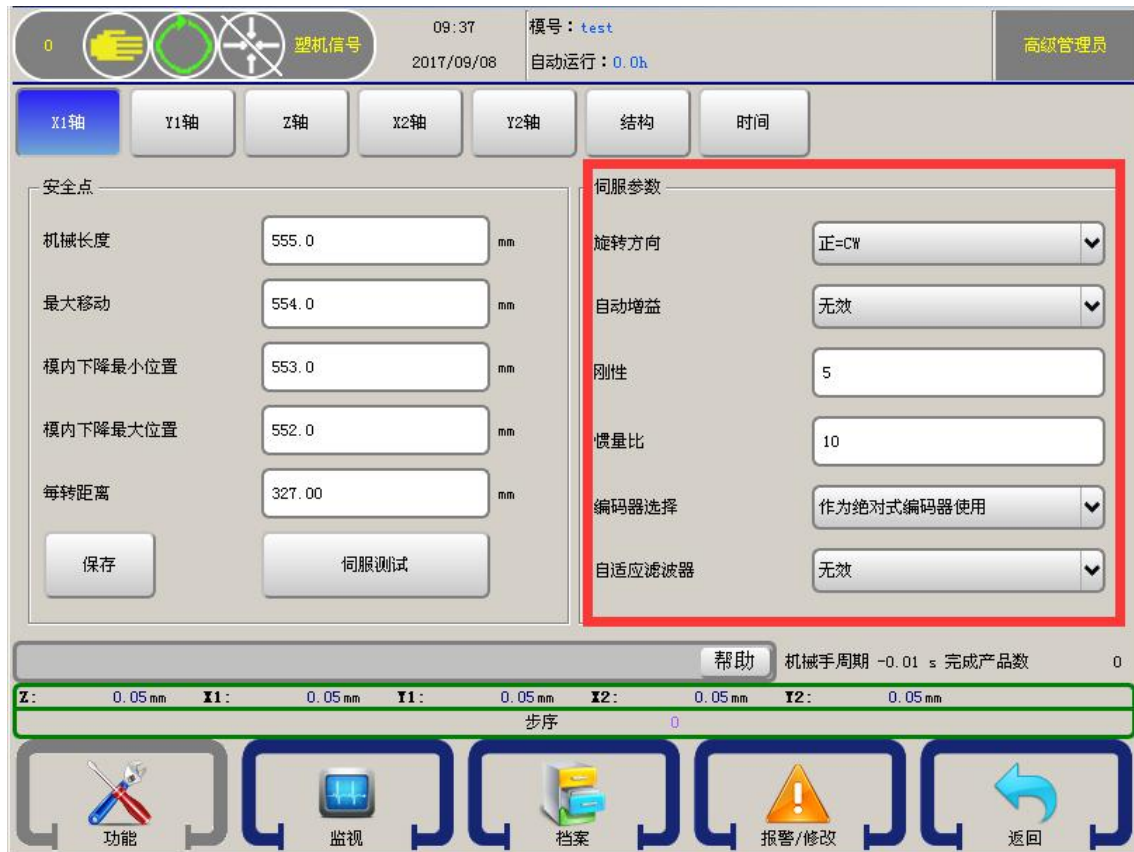 0 塑机信号 09:37 模号：test 高级管理员
2017/09/08 自动运行：0.0h
X1轴 Y1轴 Z轴 X2轴 Y2轴 结构 时间
安全点
机械长度 555.0 mm
最大移动 554.0 mm
模内下降最小位置 553.0 mm
模内下降最大位置 552.0 mm
每转距离 327.00 mm
保存 伺服测试
伺服参数
旋转方向 正=CW
自动增益 无效
刚性 5
惯量比 10
编码器选择 作为绝对式编码器使用
自适应滤波器 无效
帮助 机械手周期 -0.01 s 完成产品数 0
Z: 0.05mm X1: 0.05mm Y1: 0.05mm X2: 0.05mm Y2: 0.05mm
步序 0
功能 监视 档案 报警/修改 返回